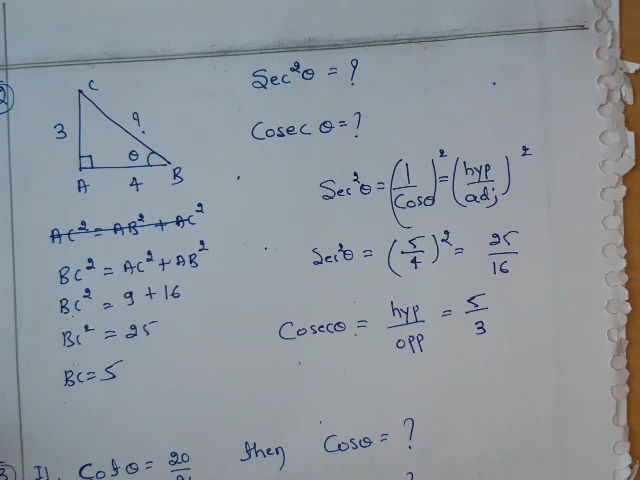 2
C
3
?
θ
A
4
B
AC² = AB² + AC²
BC² = AC² + AB²
BC² = 9 + 16
BC² = 25
BC = 5
Sec²θ = ?
Cosec θ = ?
Sec²θ = (1/Cosθ)² = (hyp/adj)²
Sec²θ = (5/4)² = 25/16
Cosecθ = hyp/opp = 5/3
3 If Cotθ = 20/21 then Cosθ = ?